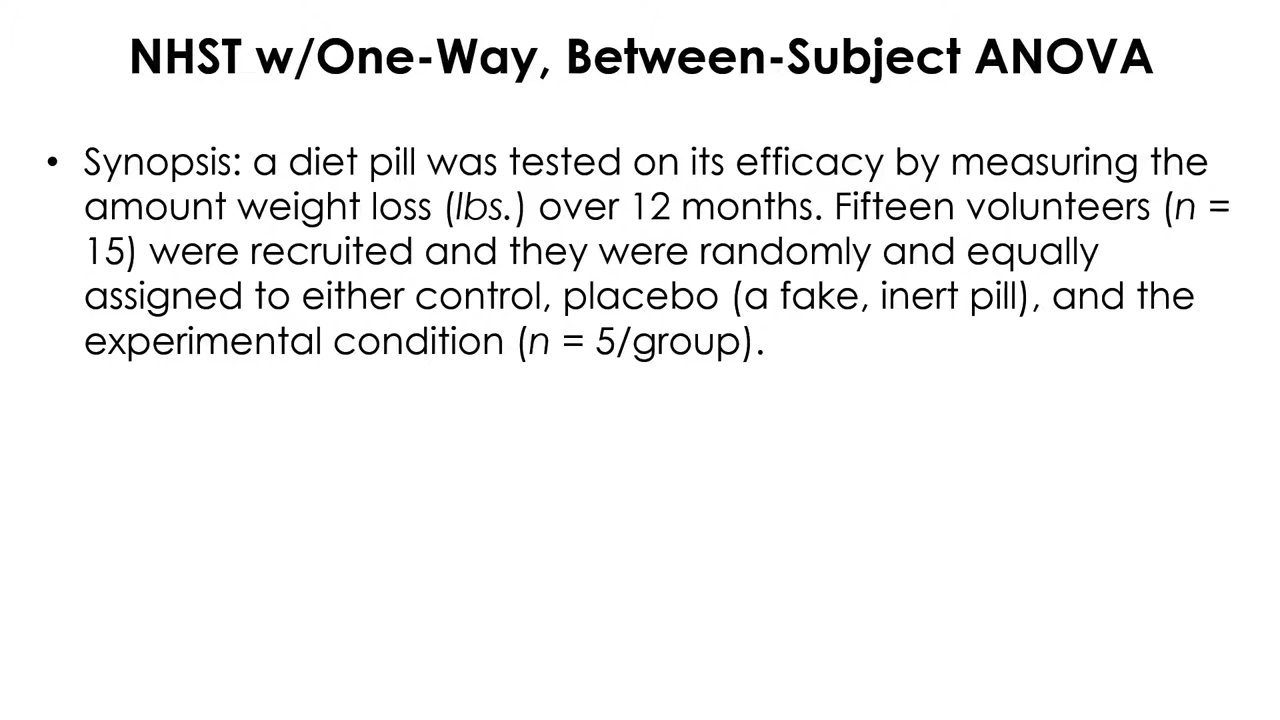 NHST w/One-Way, Between-Subject ANOVA
• Synopsis: a diet pill was tested on its efficacy by measuring the
amount weight loss (lbs.) over 12 months. Fifteen volunteers (n =
15) were recruited and they were randomly and equally
assigned to either control, placebo (a fake, inert pill), and the
experimental condition (n = 5/group).